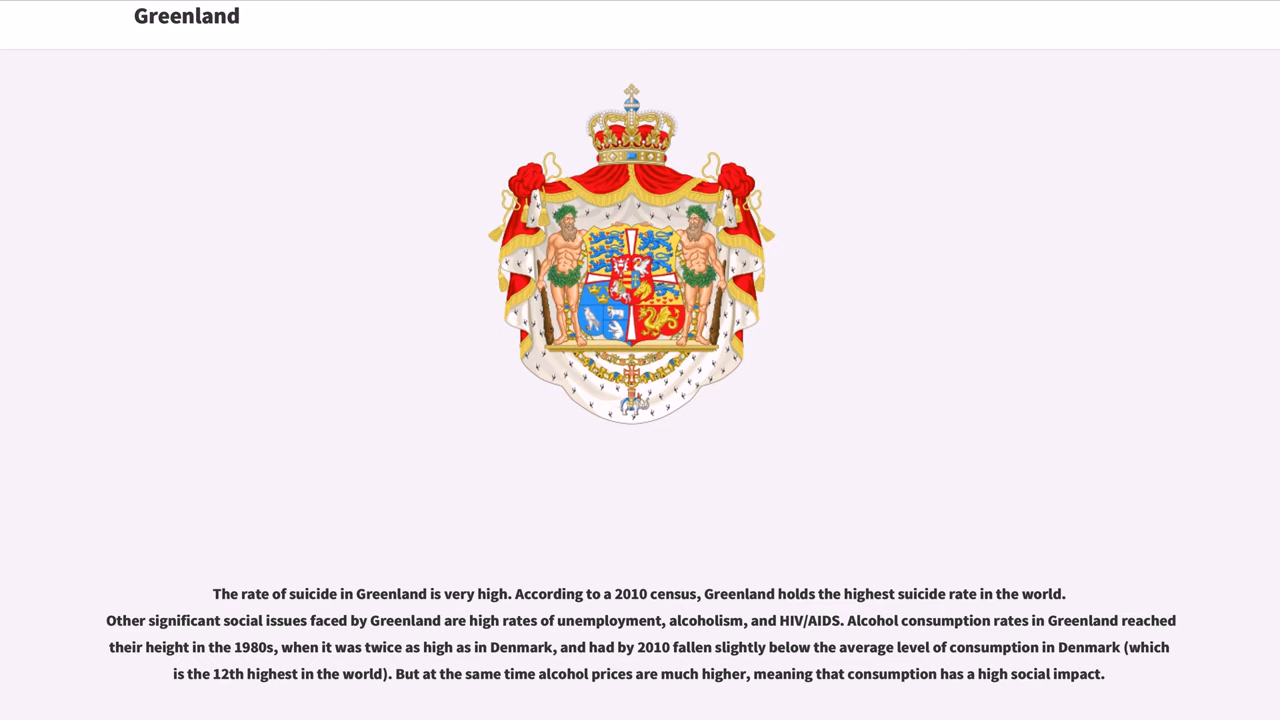 Greenland
The rate of suicide in Greenland is very high. According to a 2010 census, Greenland holds the highest suicide rate in the world.
Other significant social issues faced by Greenland are high rates of unemployment, alcoholism, and HIV/AIDS. Alcohol consumption rates in Greenland reached
their height in the 1980s, when it was twice as high as in Denmark, and had by 2010 fallen slightly below the average level of consumption in Denmark (which
is the 12th highest in the world). But at the same time alcohol prices are much higher, meaning that consumption has a high social impact.